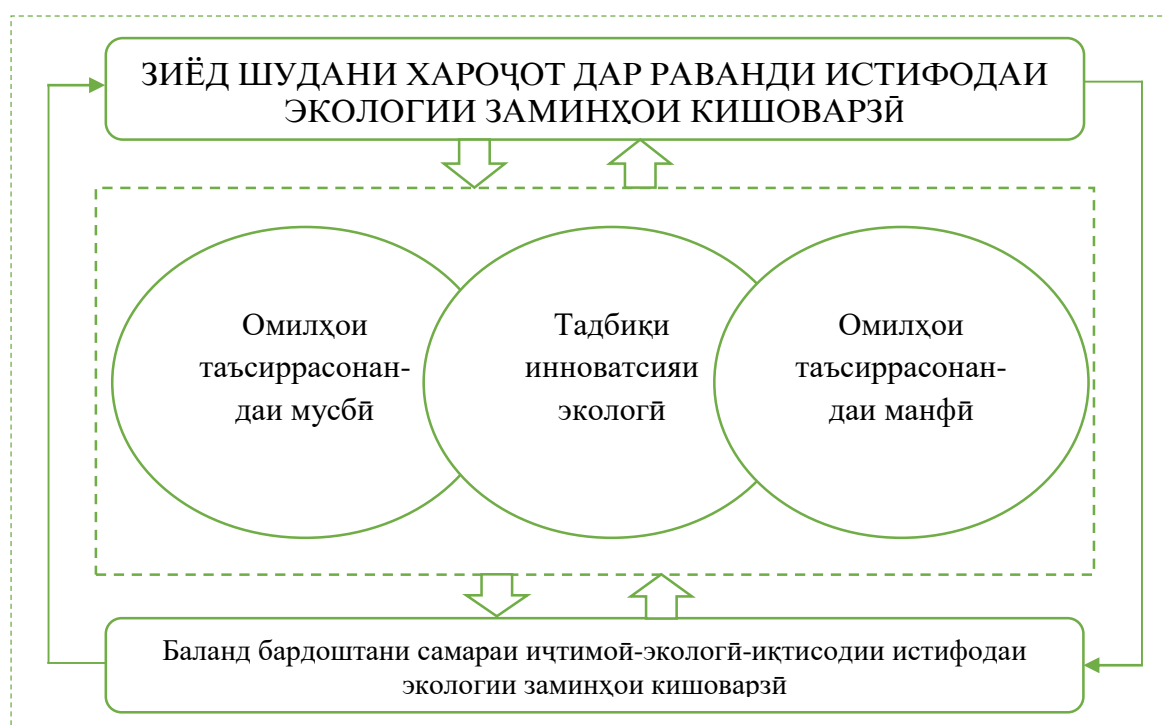 ЗИЁД ШУДАНИ ХАРОҶОТ ДАР РАВАНДИ ИСТИФОДАИ
ЭКОЛОГИИ ЗАМИНҲОИ КИШОВАРЗӢ
Омилҳои
таъсиррасонан-
даи мусбӣ
Тадбиқи
инноватсияи
экологӣ
Омилҳои
таъсиррасонан-
даи манфӣ
Баланд бардоштани самараи иҷтимоӣ-экологӣ-иқтисодии истифодаи
экологии заминҳои кишоварзӣ